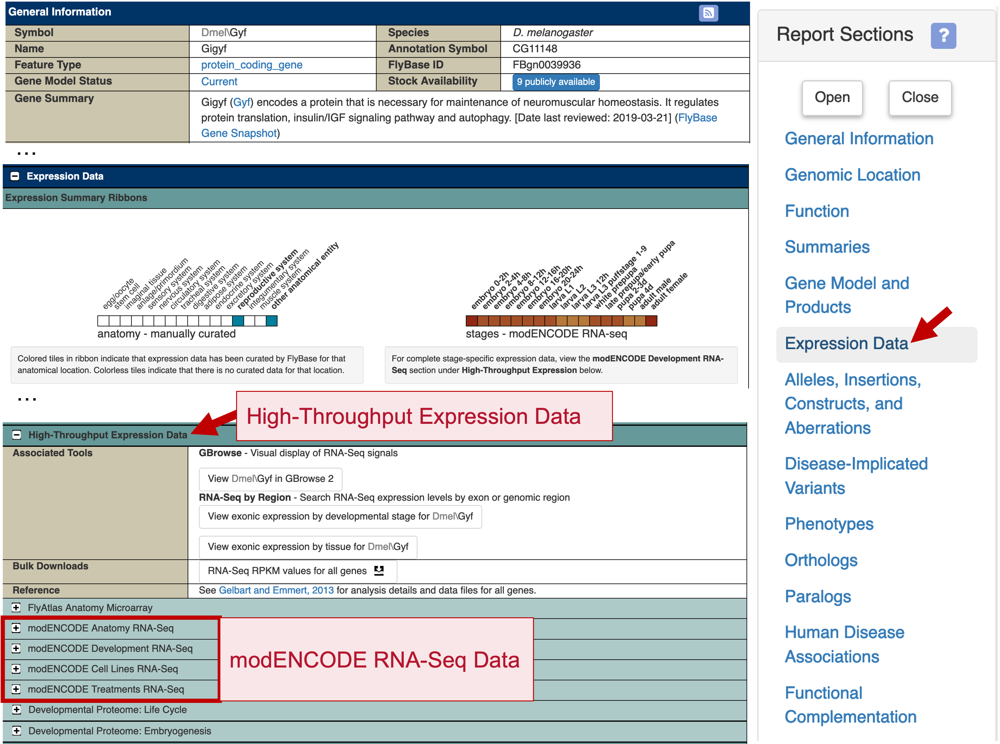 General Information
Symbol Dmel\Gyf Species D. melanogaster
Name Gigyf Annotation Symbol CG11148
Feature Type protein_coding_gene FlyBase ID FBgn0039936
Gene Model Status Current Stock Availability 9 publicly available
Gene Summary Gigyf (Gyf) encodes a protein that is necessary for maintenance of neuromuscular homeostasis. It regulates
protein translation, insulin/IGF signaling pathway and autophagy. [Date last reviewed: 2019-03-21] (FlyBase
Gene Snapshot)
...
Expression Data
Expression Summary Ribbons
egg/oocyte
stem cell
imaginal tissue
anlage/primordium
sensory system
nervous system
circulatory system
tracheal system
digestive system
adipose system
endocrine system
excretory system
reproductive system
integumentary system
muscle system
other anatomical entity
anatomy - manually curated
embryo 0-2h
embryo 2-4h
embryo 4-8h
embryo 8-12h
embryo 12-16h
embryo 16-20h
embryo 20-24h
larva L1
larva L2
larva L3 12h
larva L3 puffstage 1-9
white prepupa
late prepupa/early pupa
pupa 2-3d
pupa 4d
adult male
adult female
stages - modENCODE RNA-seq
Colored tiles in ribbon indicate that expression data has been curated by FlyBase for that
anatomical location. Colorless tiles indicate that there is no curated data for that location.
For complete stage-specific expression data, view the modENCODE Development RNA-
Seq section under High-Throughput Expression below.
...
High-Throughput Expression Data
High-Throughput Expression Data
Associated Tools GBrowse - Visual display of RNA-Seq signals
View Dmel\Gyf in GBrowse 2
RNA-Seq by Region - Search RNA-Seq expression levels by exon or genomic region
View exonic expression by developmental stage for Dmel\Gyf
View exonic expression by tissue for Dmel\Gyf
Bulk Downloads RNA-Seq RPKM values for all genes
Reference See Gelbart and Emmert, 2013 for analysis details and data files for all genes.
FlyAtlas Anatomy Microarray
modENCODE Anatomy RNA-Seq
modENCODE Development RNA-Seq
modENCODE Cell Lines RNA-Seq
modENCODE Treatments RNA-Seq
modENCODE RNA-Seq Data
Developmental Proteome: Life Cycle
Developmental Proteome: Embryogenesis
Report Sections ?
Open Close
General Information
Genomic Location
Function
Summaries
Gene Model and
Products
Expression Data
Alleles, Insertions,
Constructs, and
Aberrations
Disease-Implicated
Variants
Phenotypes
Orthologs
Paralogs
Human Disease
Associations
Functional
Complementation